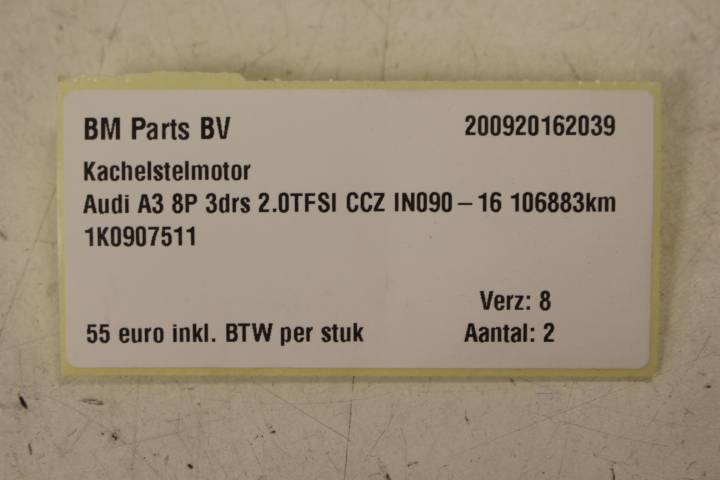 BM Parts BV 200920162039
Kachelstelmotor
Audi A3 8P 3drs 2.0TFSI CCZ IN090 – 16 106883km
1K0907511
Verz: 8
55 euro inkl. BTW per stuk Aantal: 2